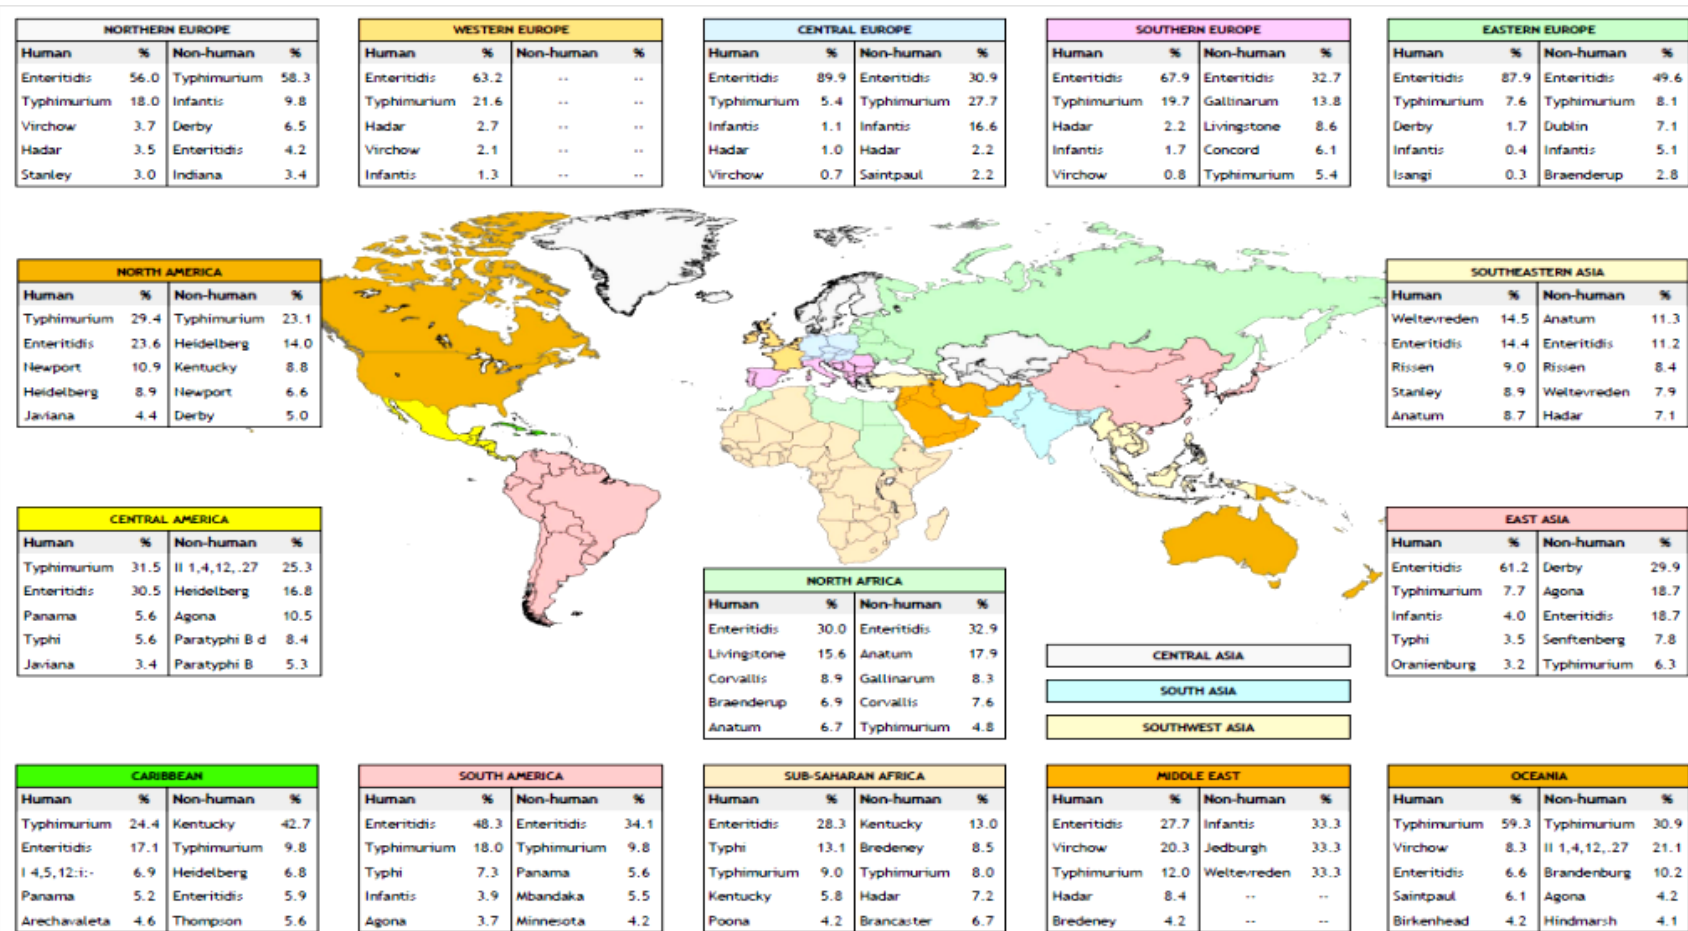 NORTHERN EUROPE
Human % Non-human %
Enteritidis 56.0 Typhimurium 58.3
Typhimurium 18.0 Infantis 9.8
Virchow 3.7 Derby 6.5
Hadar 3.5 Enteritidis 4.2
Stanley 3.0 Indiana 3.4
WESTERN EUROPE
Human % Non-human %
Enteritidis 63.2 -- --
Typhimurium 21.6 -- --
Hadar 2.7 -- --
Virchow 2.1 -- --
Infantis 1.3 -- --
CENTRAL EUROPE
Human % Non-human %
Enteritidis 89.9 Enteritidis 30.9
Typhimurium 5.4 Typhimurium 27.7
Infantis 1.1 Infantis 16.6
Hadar 1.0 Hadar 2.2
Virchow 0.7 Saintpaul 2.2
SOUTHERN EUROPE
Human % Non-human %
Enteritidis 67.9 Enteritidis 32.7
Typhimurium 19.7 Gallinarum 13.8
Hadar 2.2 Livingstone 8.6
Infantis 1.7 Concord 6.1
Virchow 0.8 Typhimurium 5.4
EASTERN EUROPE
Human % Non-human %
Enteritidis 87.9 Enteritidis 49.6
Typhimurium 7.6 Typhimurium 8.1
Derby 1.7 Dublin 7.1
Infantis 0.4 Infantis 5.1
Isangi 0.3 Braenderup 2.8
NORTH AMERICA
Human % Non-human %
Typhimurium 29.4 Typhimurium 23.1
Enteritidis 23.6 Heidelberg 14.0
Newport 10.9 Kentucky 8.8
Heidelberg 8.9 Newport 6.6
Javiana 4.4 Derby 5.0
SOUTHEASTERN ASIA
Human % Non-human %
Weltevreden 14.5 Anatum 11.3
Enteritidis 14.4 Enteritidis 11.2
Rissen 9.0 Rissen 8.4
Stanley 8.9 Weltevreden 7.9
Anatum 8.7 Hadar 7.1
CENTRAL AMERICA
Human % Non-human %
Typhimurium 31.5 II 1,4,12,.27 25.3
Enteritidis 30.5 Heidelberg 16.8
Panama 5.6 Agona 10.5
Typhi 5.6 Paratyphi B d 8.4
Javiana 3.4 Paratyphi B 5.3
EAST ASIA
Human % Non-human %
Enteritidis 61.2 Derby 29.9
Typhimurium 7.7 Agona 18.7
Infantis 4.0 Enteritidis 18.7
Typhi 3.5 Senftenberg 7.8
Oranienburg 3.2 Typhimurium 6.3
NORTH AFRICA
Human % Non-human %
Enteritidis 30.0 Enteritidis 32.9
Livingstone 15.6 Anatum 17.9
Corvallis 8.9 Gallinarum 8.3
Braenderup 6.9 Corvallis 7.6
Anatum 6.7 Typhimurium 4.8
CENTRAL ASIA
SOUTH ASIA
SOUTHWEST ASIA
CARIBBEAN
Human % Non-human %
Typhimurium 24.4 Kentucky 42.7
Enteritidis 17.1 Typhimurium 9.8
I 4,5,12:i:- 6.9 Heidelberg 6.8
Panama 5.2 Enteritidis 5.9
Arechavaleta 4.6 Thompson 5.6
SOUTH AMERICA
Human % Non-human %
Enteritidis 48.3 Enteritidis 34.1
Typhimurium 18.0 Typhimurium 9.8
Typhi 7.3 Panama 5.6
Infantis 3.9 Mbandaka 5.5
Agona 3.7 Minnesota 4.2
SUB-SAHARAN AFRICA
Human % Non-human %
Enteritidis 28.3 Kentucky 13.0
Typhi 13.1 Bredeney 8.5
Typhimurium 9.0 Typhimurium 8.0
Kentucky 5.8 Hadar 7.2
Poona 4.2 Brancaster 6.7
MIDDLE EAST
Human % Non-human %
Enteritidis 27.7 Infantis 33.3
Virchow 20.3 Jedburgh 33.3
Typhimurium 12.0 Weltevreden 33.3
Hadar 8.4 -- --
Bredeney 4.2 -- --
OCEANIA
Human % Non-human %
Typhimurium 59.3 Typhimurium 30.9
Virchow 8.3 II 1,4,12,.27 21.1
Enteritidis 6.6 Brandenburg 10.2
Saintpaul 6.1 Agona 4.2
Birkenhead 4.2 Hindmarsh 4.1